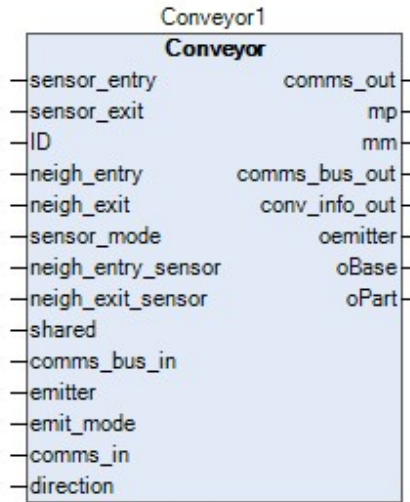 Conveyor1
Conveyor
sensor_entry comms_out
sensor_exit mp
ID mm
neigh_entry comms_bus_out
neigh_exit conv_info_out
sensor_mode oemitter
neigh_entry_sensor oBase
neigh_exit_sensor oPart
shared
comms_bus_in
emitter
emit_mode
comms_in
direction